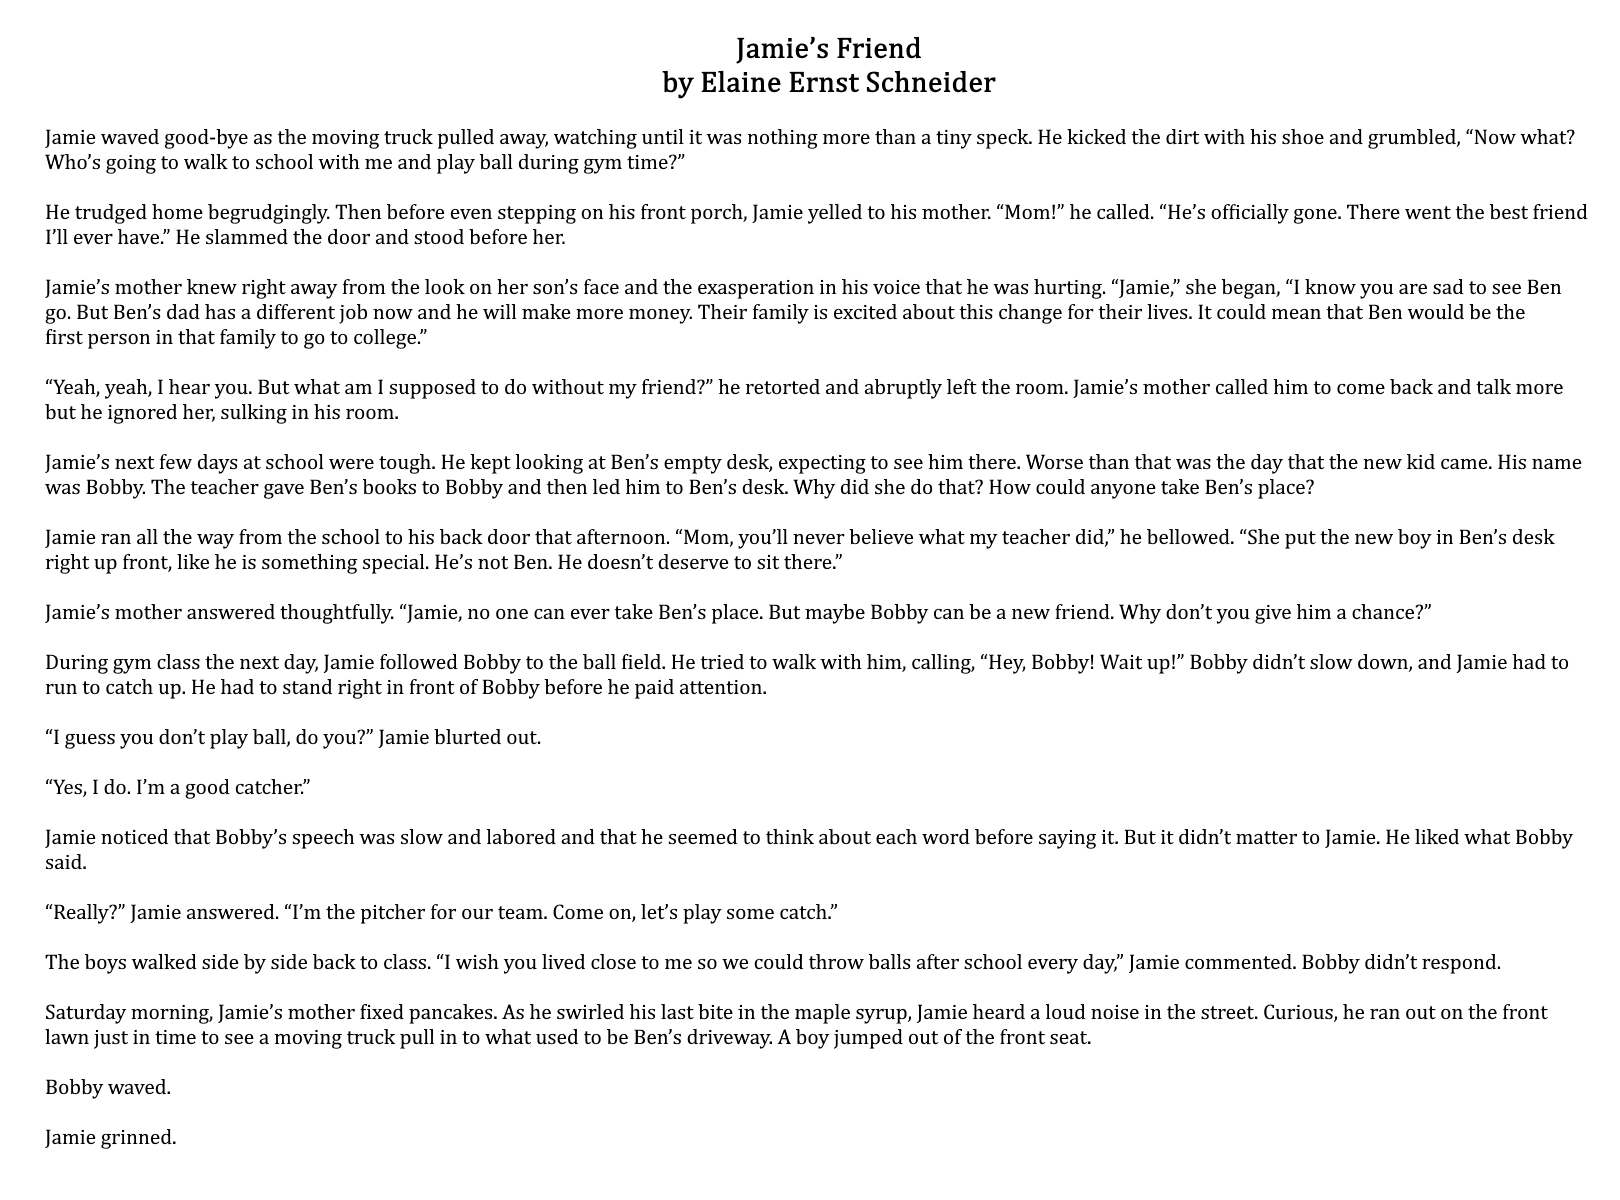 Jamie’s Friend
by Elaine Ernst Schneider
Jamie waved good-bye as the moving truck pulled away, watching until it was nothing more than a tiny speck. He kicked the dirt with his shoe and grumbled, “Now what?
Who’s going to walk to school with me and play ball during gym time?”
He trudged home begrudgingly. Then before even stepping on his front porch, Jamie yelled to his mother. “Mom!” he called. “He’s officially gone. There went the best friend
I’ll ever have.” He slammed the door and stood before her.
Jamie’s mother knew right away from the look on her son’s face and the exasperation in his voice that he was hurting. “Jamie,” she began, “I know you are sad to see Ben
go. But Ben’s dad has a different job now and he will make more money. Their family is excited about this change for their lives. It could mean that Ben would be the
first person in that family to go to college.”
“Yeah, yeah, I hear you. But what am I supposed to do without my friend?” he retorted and abruptly left the room. Jamie’s mother called him to come back and talk more
but he ignored her, sulking in his room.
Jamie’s next few days at school were tough. He kept looking at Ben’s empty desk, expecting to see him there. Worse than that was the day that the new kid came. His name
was Bobby. The teacher gave Ben’s books to Bobby and then led him to Ben’s desk. Why did she do that? How could anyone take Ben’s place?
Jamie ran all the way from the school to his back door that afternoon. “Mom, you’ll never believe what my teacher did,” he bellowed. “She put the new boy in Ben’s desk
right up front, like he is something special. He’s not Ben. He doesn’t deserve to sit there.”
Jamie’s mother answered thoughtfully. “Jamie, no one can ever take Ben’s place. But maybe Bobby can be a new friend. Why don’t you give him a chance?”
During gym class the next day, Jamie followed Bobby to the ball field. He tried to walk with him, calling, “Hey, Bobby! Wait up!” Bobby didn’t slow down, and Jamie had to
run to catch up. He had to stand right in front of Bobby before he paid attention.
“I guess you don’t play ball, do you?” Jamie blurted out.
“Yes, I do. I’m a good catcher.”
Jamie noticed that Bobby’s speech was slow and labored and that he seemed to think about each word before saying it. But it didn’t matter to Jamie. He liked what Bobby
said.
“Really?” Jamie answered. “I’m the pitcher for our team. Come on, let’s play some catch.”
The boys walked side by side back to class. “I wish you lived close to me so we could throw balls after school every day,” Jamie commented. Bobby didn’t respond.
Saturday morning, Jamie’s mother fixed pancakes. As he swirled his last bite in the maple syrup, Jamie heard a loud noise in the street. Curious, he ran out on the front
lawn just in time to see a moving truck pull in to what used to be Ben’s driveway. A boy jumped out of the front seat.
Bobby waved.
Jamie grinned.